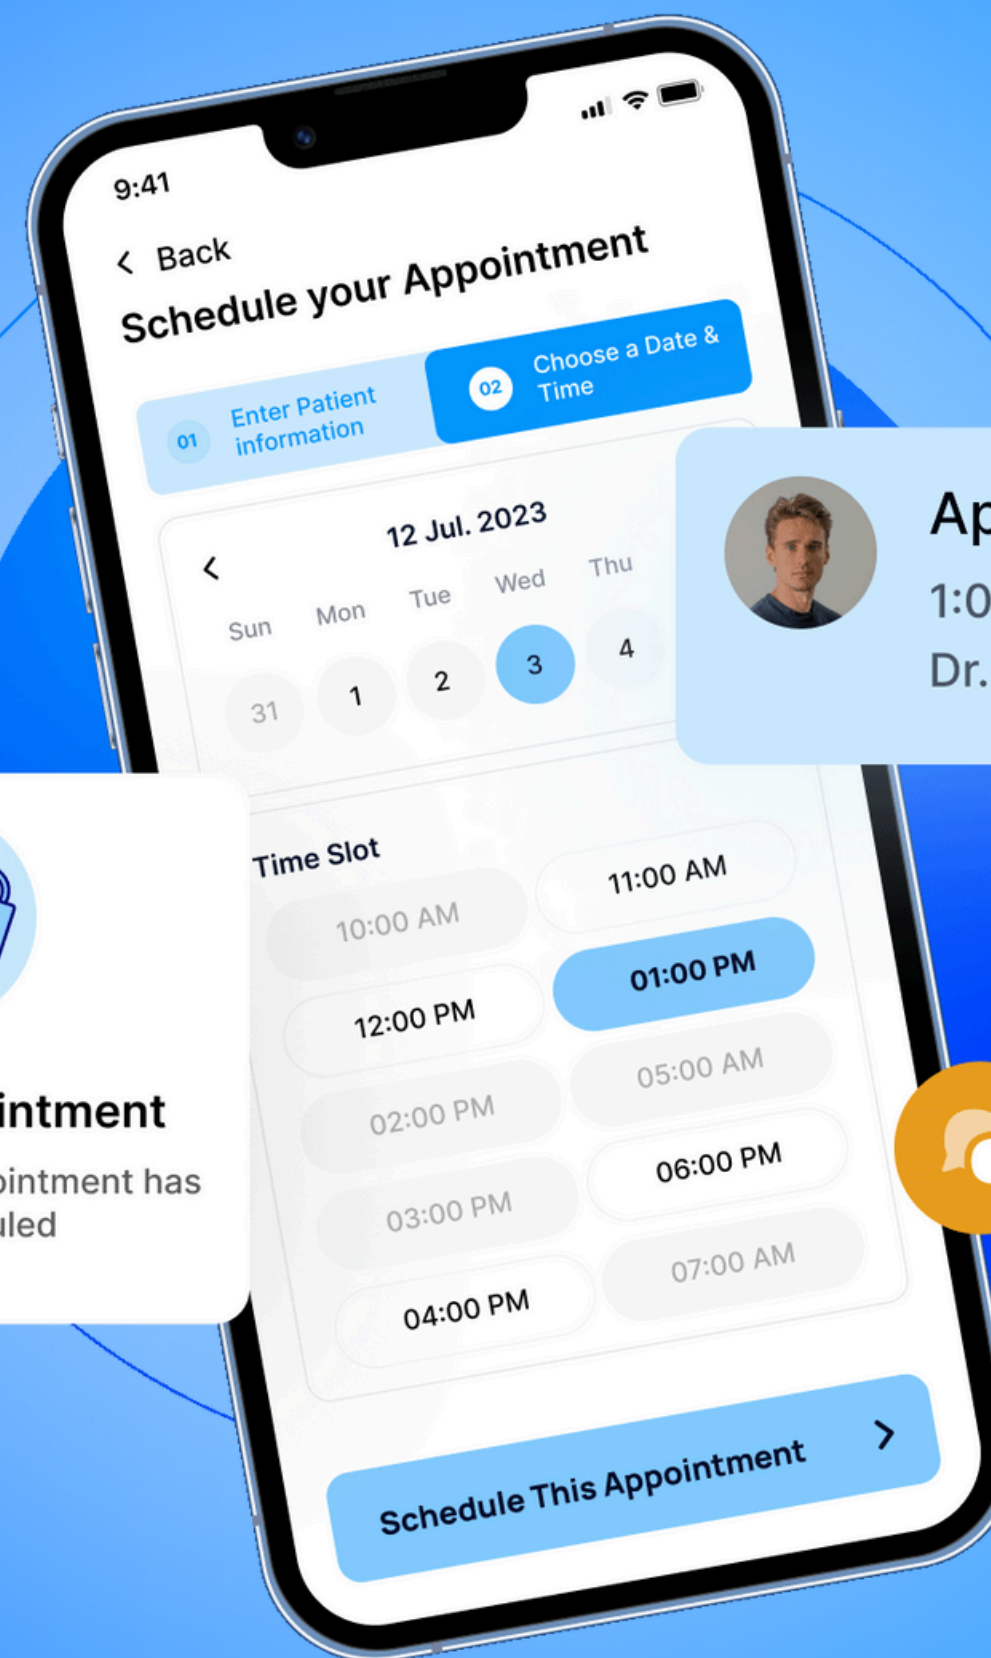 9:41
Back
Schedule your Appointment
01
Enter Patient
information
02
Choose a Date &
Time
12 Jul. 2023
Sun Mon Tue Wed Thu
31 1 2 3 4
1:0
Dr.
Time Slot
10:00 AM 11:00 AM
12:00 PM 01:00 PM
02:00 PM 05:00 AM
03:00 PM 06:00 PM
04:00 PM 07:00 AM
intment
ointment has
uled
Schedule This Appointment